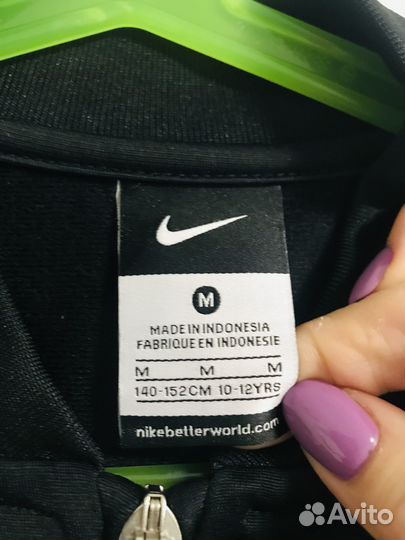 M
MADE IN INDONESIA
FABRIQUE EN INDONESIE
M M M
140-152CM 10-12YRS
nikebetterworld.com
Avito